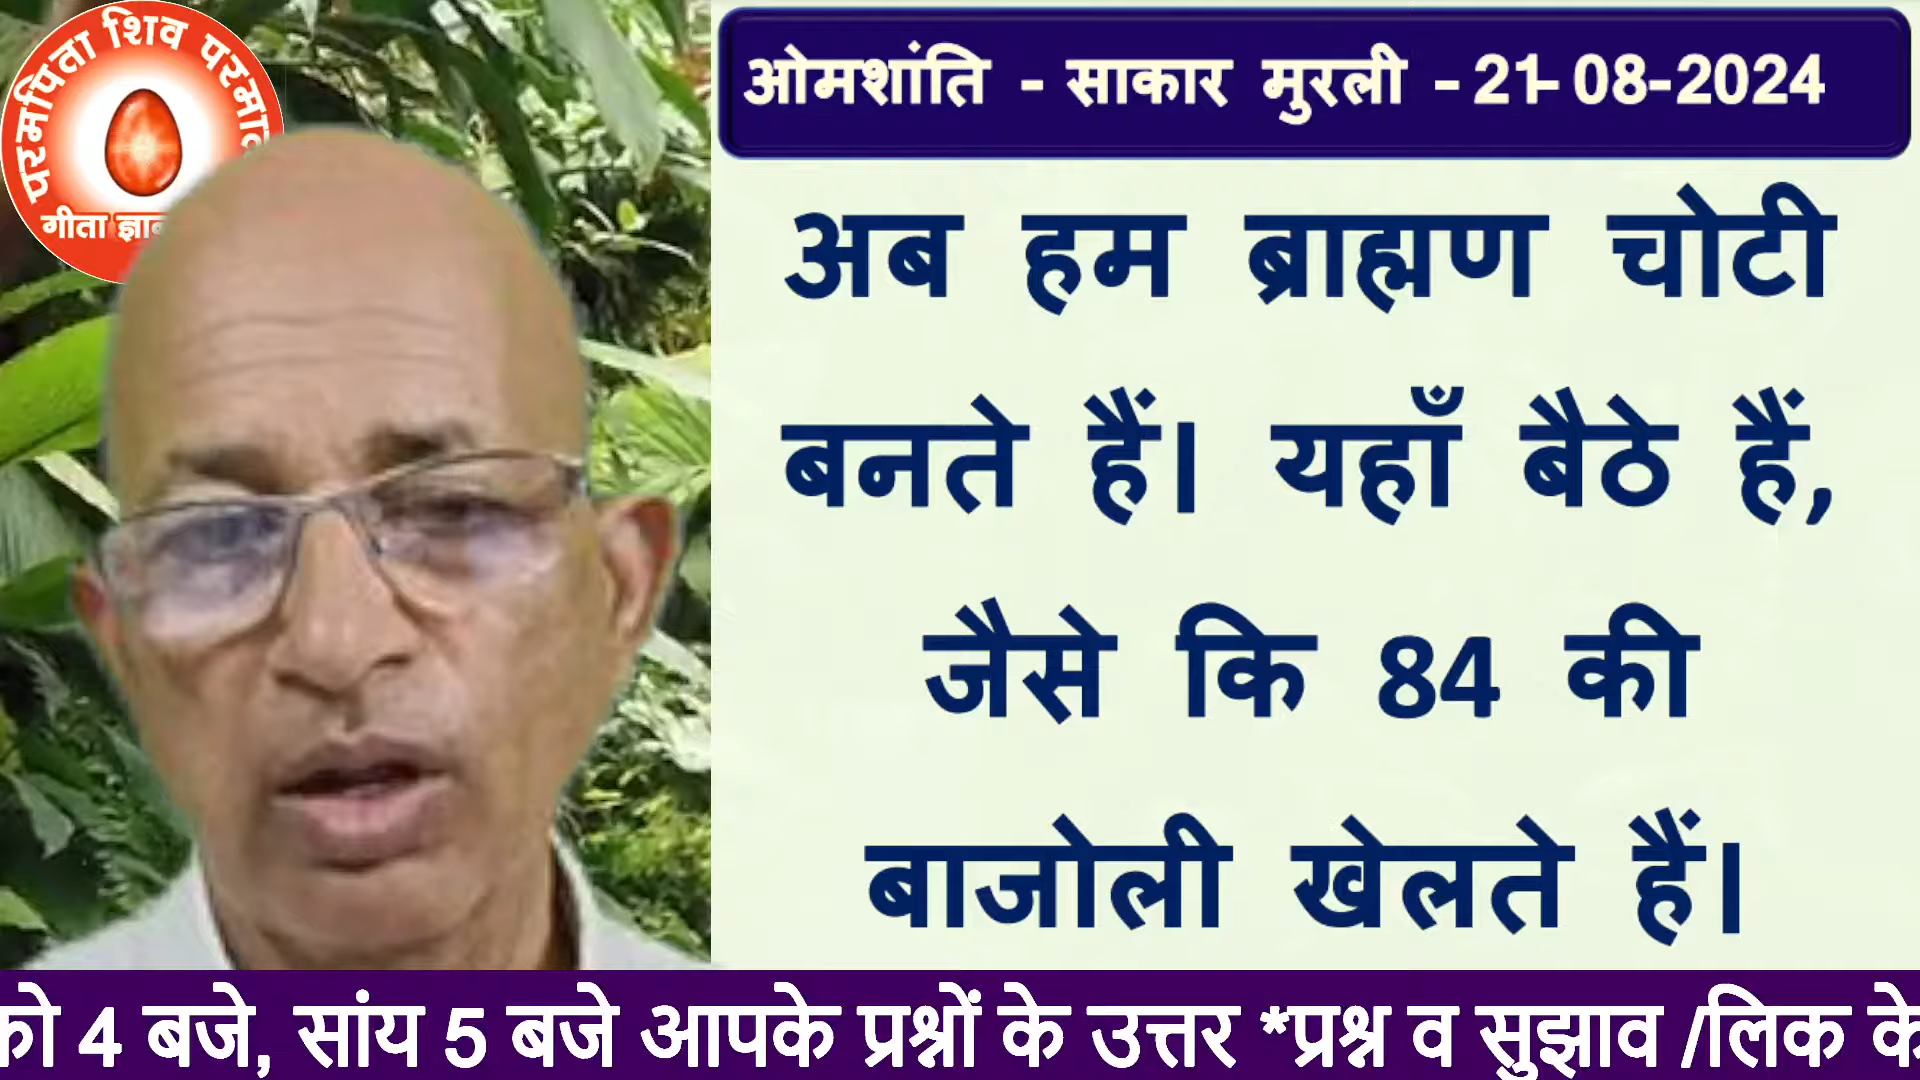 परमपिता शिव
गीता
ओमशांति - साकार मुरली - 21-08-2024
अब हम ब्राह्मण चोटी
बनते हैं। यहाँ बैठे हैं,
जैसे कि 84 की
बाजोली खेलते हैं।
को 4 बजे, सांय 5 बजे आपके प्रश्नों के उत्तर *प्रश्न व सुझाव /लिक के